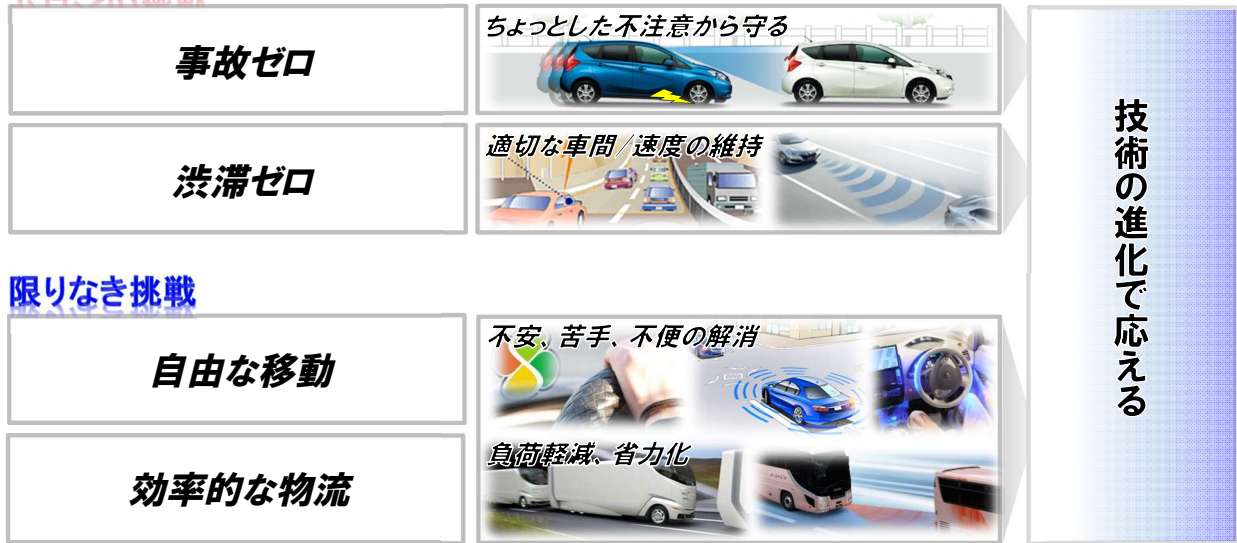 事故ゼロ
ちょっとした不注意から守る
渋滞ゼロ
適切な車間/速度の維持
限りなき挑戦
自由な移動
不安、苦手、不便の解消
効率的な物流
負荷軽減、省力化
技術の進化で応える